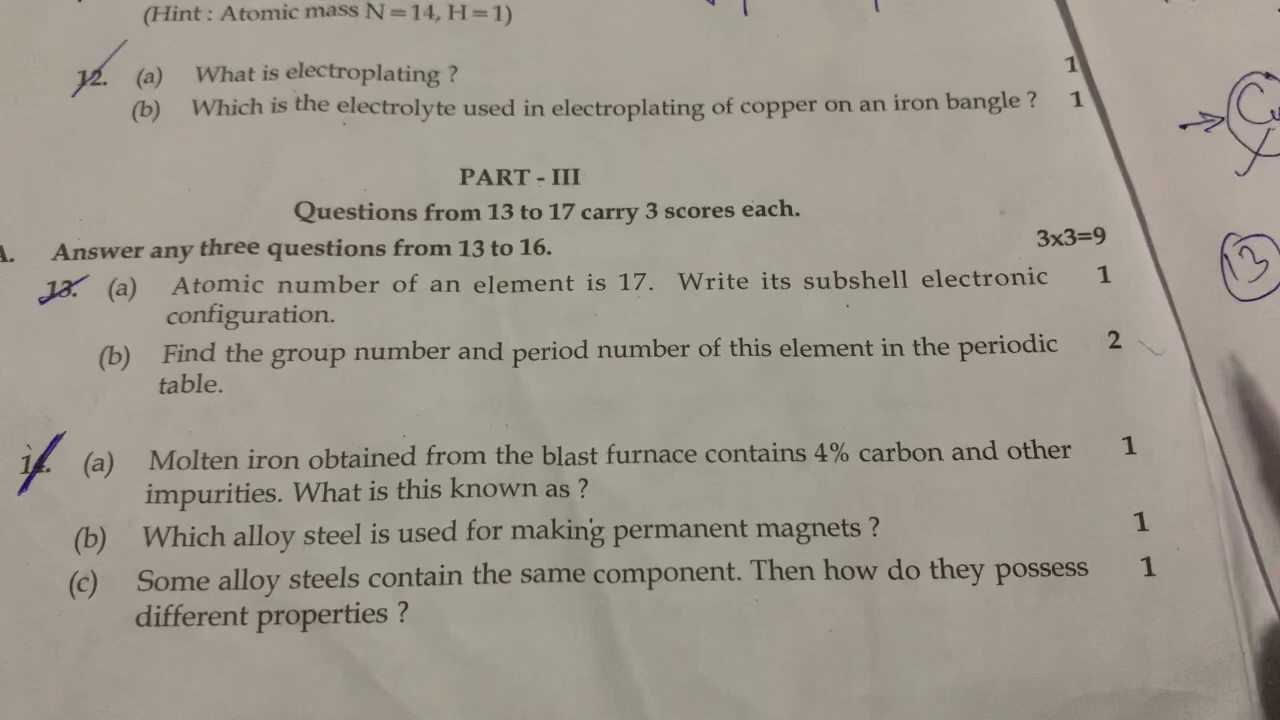 (Hint : Atomic mass N=14, H=1)
12. (a) What is electroplating ? 1
(b) Which is the electrolyte used in electroplating of copper on an iron bangle ? 1
PART - III
Questions from 13 to 17 carry 3 scores each.
A. Answer any three questions from 13 to 16. 3x3=9
13. (a) Atomic number of an element is 17. Write its subshell electronic 1
configuration.
(b) Find the group number and period number of this element in the periodic 2
table.
14. (a) Molten iron obtained from the blast furnace contains 4% carbon and other 1
impurities. What is this known as ?
(b) Which alloy steel is used for making permanent magnets ? 1
(c) Some alloy steels contain the same component. Then how do they possess 1
different properties ?
13